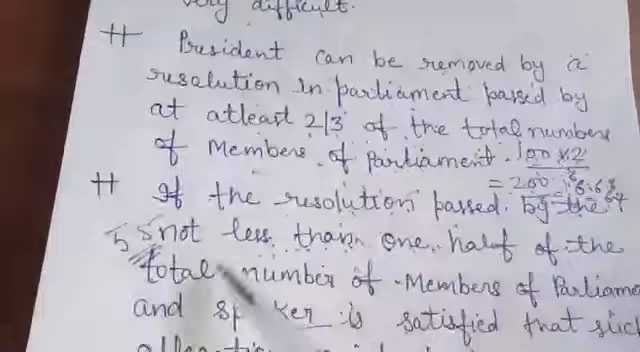 very difficult.
# President can be removed by a
resolution in parliament passed by
at atleast 2/3 of the total numbers
of Members of Parliament. 100 x 2
= 200
# If the resolution passed. by the
not less than one half of the
total number of Members of Parliame
and sp ker is satisfied that suc